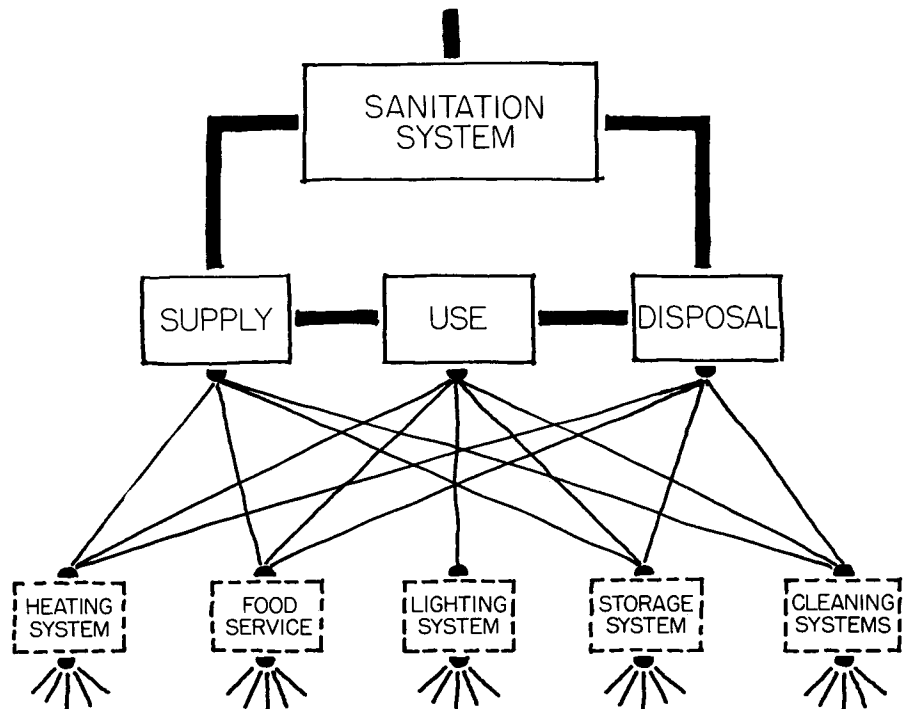 SANITATION
SYSTEM
SUPPLY
USE
DISPOSAL
HEATING
SYSTEM
FOOD
SERVICE
LIGHTING
SYSTEM
STORAGE
SYSTEM
CLEANING
SYSTEMS